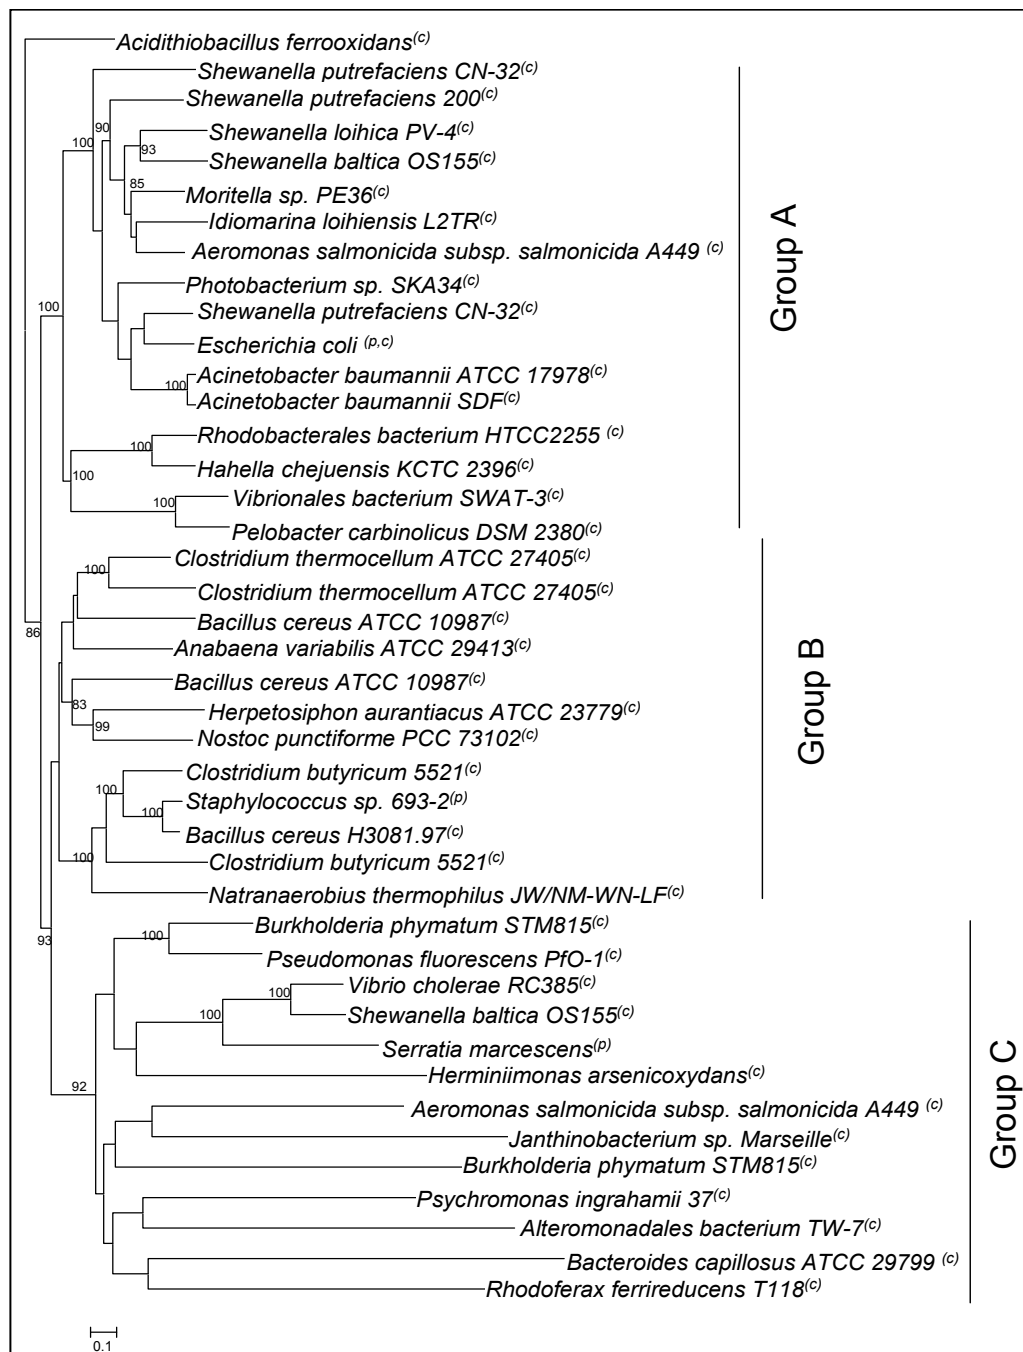 Acidithiobacillus ferrooxidans(c)
Shewanella putrefaciens CN-32(c)
Shewanella putrefaciens 200(c)
90
Shewanella loihica PV-4(c)
100
93
Shewanella baltica OS155(c)
85
Moritella sp. PE36(c)
Idiomarina loihiensis L2TR(c)
Aeromonas salmonicida subsp. salmonicida A449 (c)
Group A
Photobacterium sp. SKA34(c)
100
Shewanella putrefaciens CN-32(c)
Escherichia coli (p,c)
Acinetobacter baumannii ATCC 17978(c)
100
Acinetobacter baumannii SDF(c)
Rhodobacterales bacterium HTCC2255 (c)
100
Hahella chejuensis KCTC 2396(c)
100
Vibrionales bacterium SWAT-3(c)
100
Pelobacter carbinolicus DSM 2380(c)
Clostridium thermocellum ATCC 27405(c)
100
Clostridium thermocellum ATCC 27405(c)
Bacillus cereus ATCC 10987(c)
86
Anabaena variabilis ATCC 29413(c)
Bacillus cereus ATCC 10987(c)
Group B
83
Herpetosiphon aurantiacus ATCC 23779(c)
99
Nostoc punctiforme PCC 73102(c)
Clostridium butyricum 5521(c)
100
Staphylococcus sp. 693-2(p)
100
Bacillus cereus H3081.97(c)
100
Clostridium butyricum 5521(c)
Natranaerobius thermophilus JW/NM-WN-LF(c)
Burkholderia phymatum STM815(c)
93
100
Pseudomonas fluorescens PfO-1(c)
Vibrio cholerae RC385(c)
100
Shewanella baltica OS155(c)
100
Serratia marcescens(p)
Herminiimonas arsenicoxydans(c)
92
Aeromonas salmonicida subsp. salmonicida A449 (c)
Group C
Janthinobacterium sp. Marseille(c)
Burkholderia phymatum STM815(c)
Psychromonas ingrahamii 37(c)
Alteromonadales bacterium TW-7(c)
Bacteroides capillosus ATCC 29799 (c)
Rhodoferax ferrireducens T118(c)
0.1